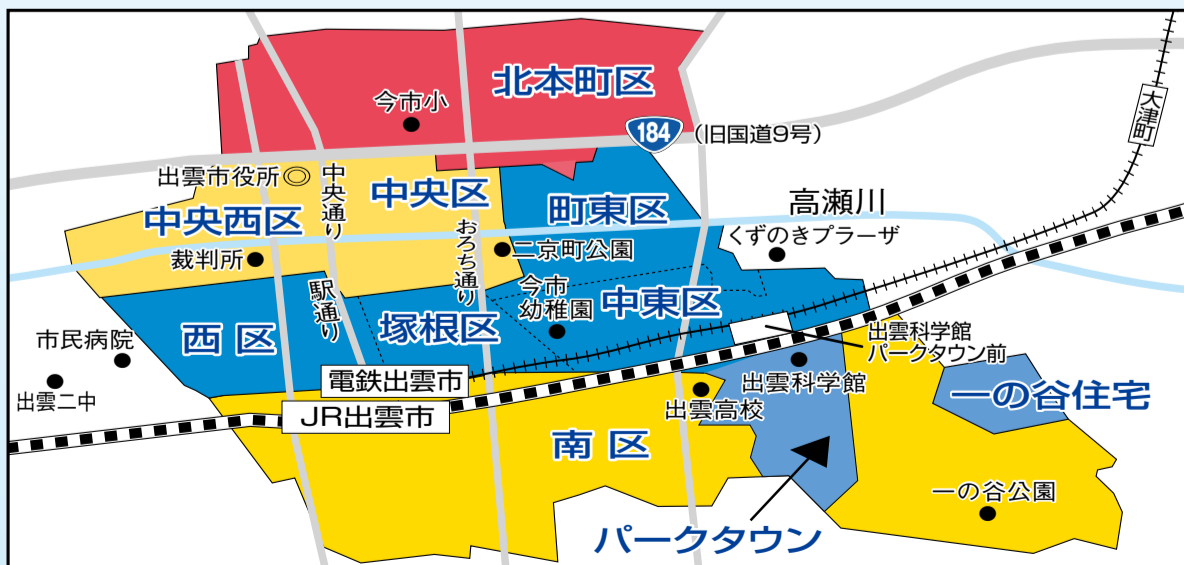 北本町区
今市小
184
(旧国道9号)
大津町
出雲市役所
中央通り
中央区
中央西区
町東区
高瀬川
おろち通り
くずのきプラーザ
裁判所
二京町公園
駅通り
今市
幼稚園
中東区
西区
塚根区
市民病院
出雲科学館
パークタウン前
電鉄出雲市
出雲科学館
一の谷住宅
出雲二中
出雲高校
JR出雲市
南区
一の谷公園
パークタウン